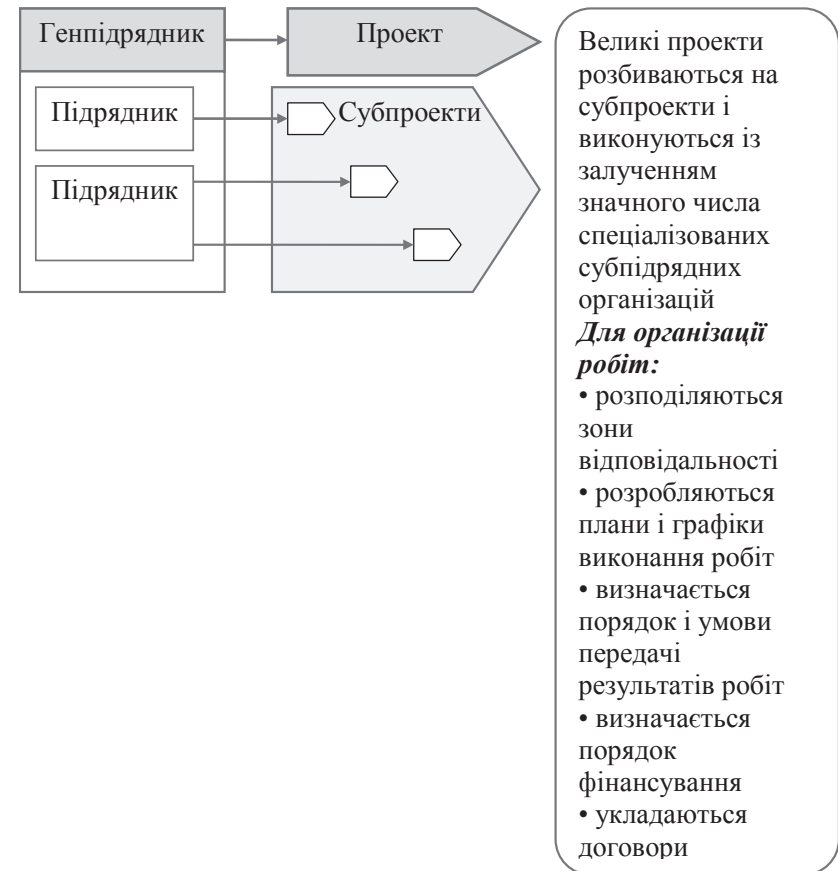 Генпідрядник
Проект
Підрядник
Субпроекти
Підрядник
Великі проекти
розбиваються на
субпроекти і
виконуються із
залученням
значного числа
спеціалізованих
субпідрядних
організацій
Для організації
робіт:
• розподіляються
зони
відповідальності
• розробляються
плани і графіки
виконання робіт
• визначається
порядок і умови
передачі
результатів робіт
• визначається
порядок
фінансування
• укладаються
договори